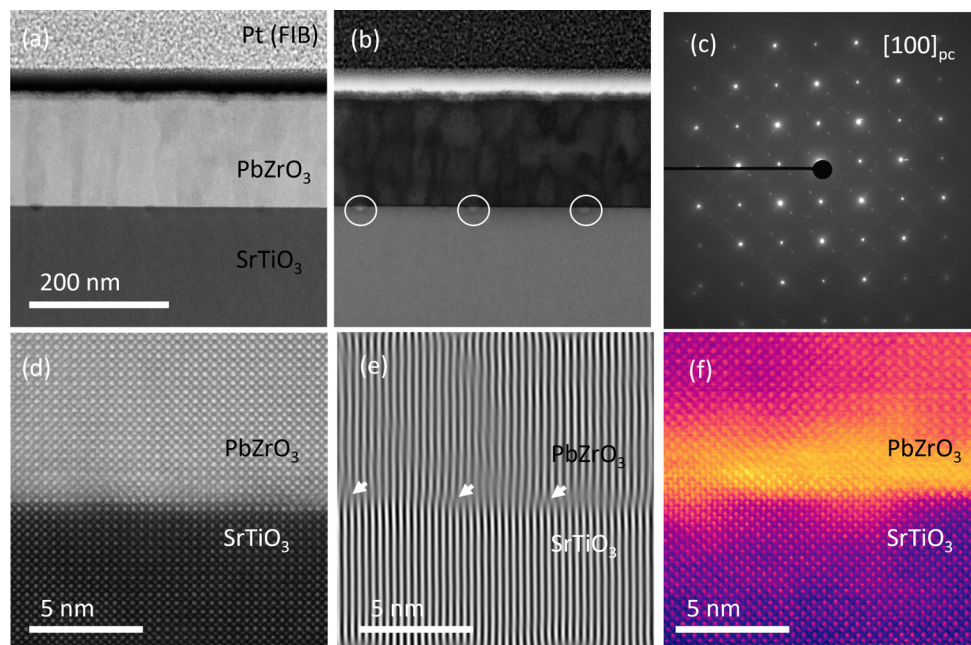 (a)
Pt (FIB)
PbZrO₃
SrTiO₃
200 nm
(b)
(c)
[100]pc
(d)
PbZrO₃
SrTiO₃
5 nm
(e)
PbZrO₃
SrTiO₃
5 nm
(f)
PbZrO₃
SrTiO₃
5 nm